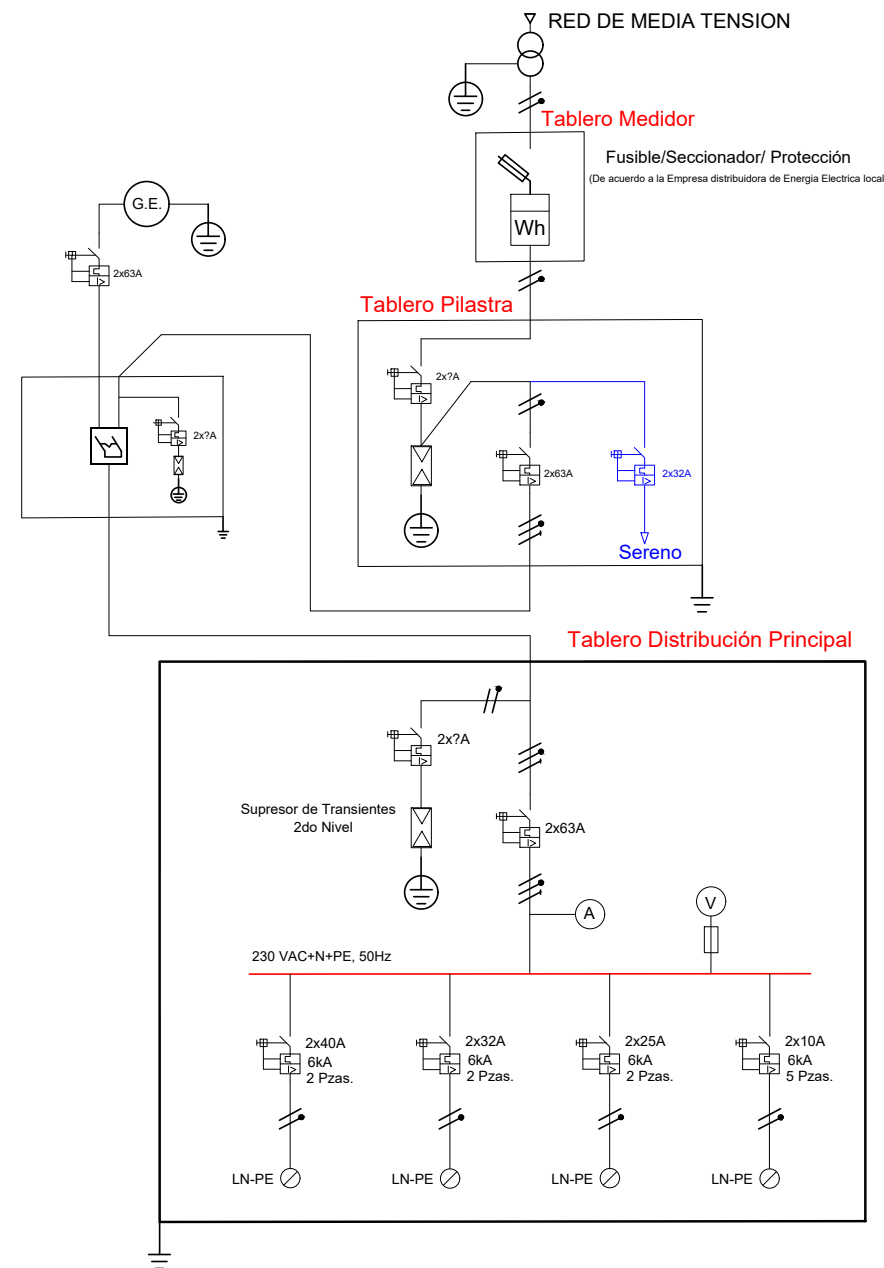 RED DE MEDIA TENSION
Tablero Medidor
Fusible/Seccionador/ Protección
(De acuerdo a la Empresa distribuidora de Energia Electrica local
Wh
G.E.
2x63A
Tablero Pilastra
2x?A
2x?A
2x63A
2x32A
Sereno
Tablero Distribución Principal
2x?A
Supresor de Transientes
2do Nivel
2x63A
A
V
230 VAC+N+PE, 50Hz
2x40A
6kA
2 Pzas.
2x32A
6kA
2 Pzas.
2x25A
6kA
2 Pzas.
2x10A
6kA
5 Pzas.
LN-PE
LN-PE
LN-PE
LN-PE